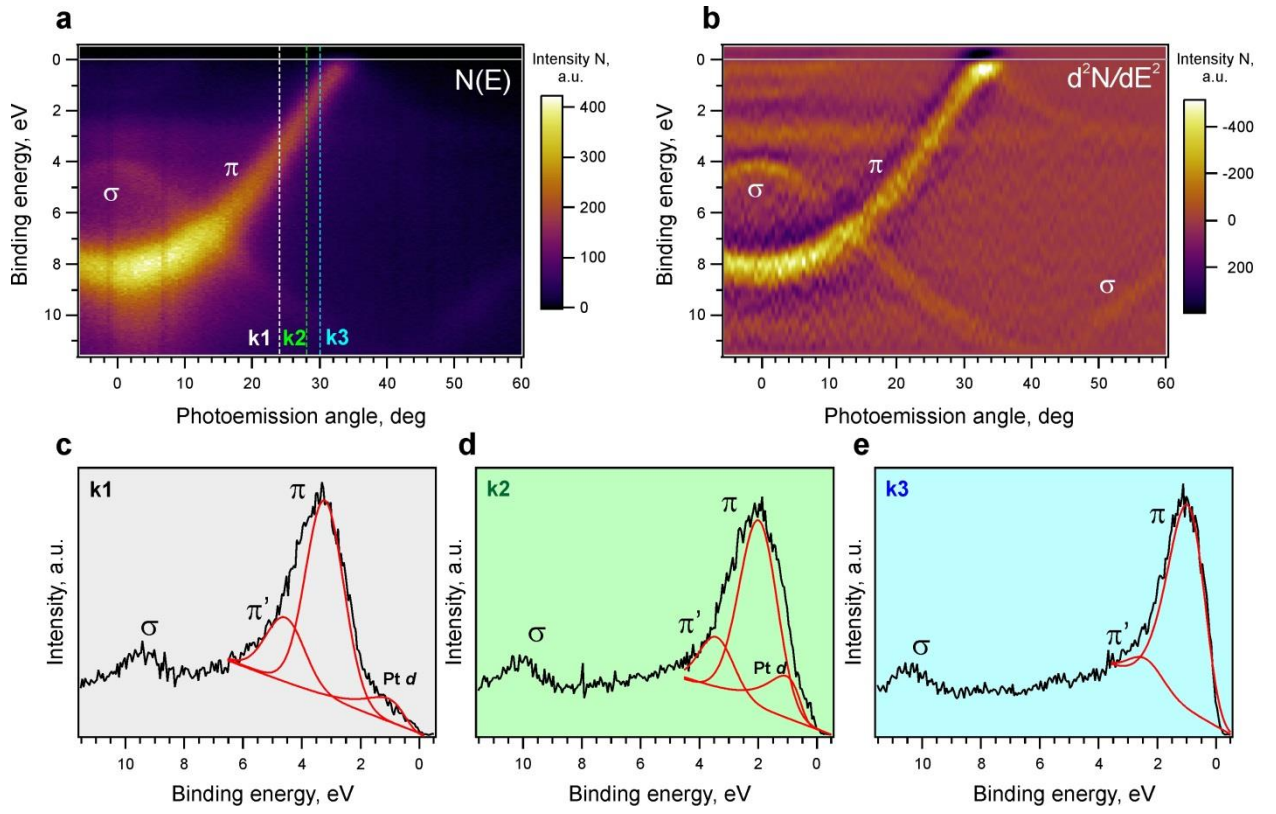 a
b
Intensity N,
a.u.
Intensity N,
a.u.
N(E)
d²N/dE²
0
2
4
6
8
10
Binding energy, eV
σ
π
k1
k2
k3
0
10
20
30
40
50
60
Photoemission angle, deg
400
300
200
100
0
0
2
4
6
8
10
Binding energy, eV
σ
π
σ
0
10
20
30
40
50
60
Photoemission angle, deg
-400
-200
0
200
c
d
e
k1
σ
π'
π
Pt d
Intensity, a.u.
10
8
6
4
2
0
Binding energy, eV
k2
σ
π'
π
Pt d
Intensity, a.u.
10
8
6
4
2
0
Binding energy, eV
k3
σ
π'
π
Intensity, a.u.
10
8
6
4
2
0
Binding energy, eV